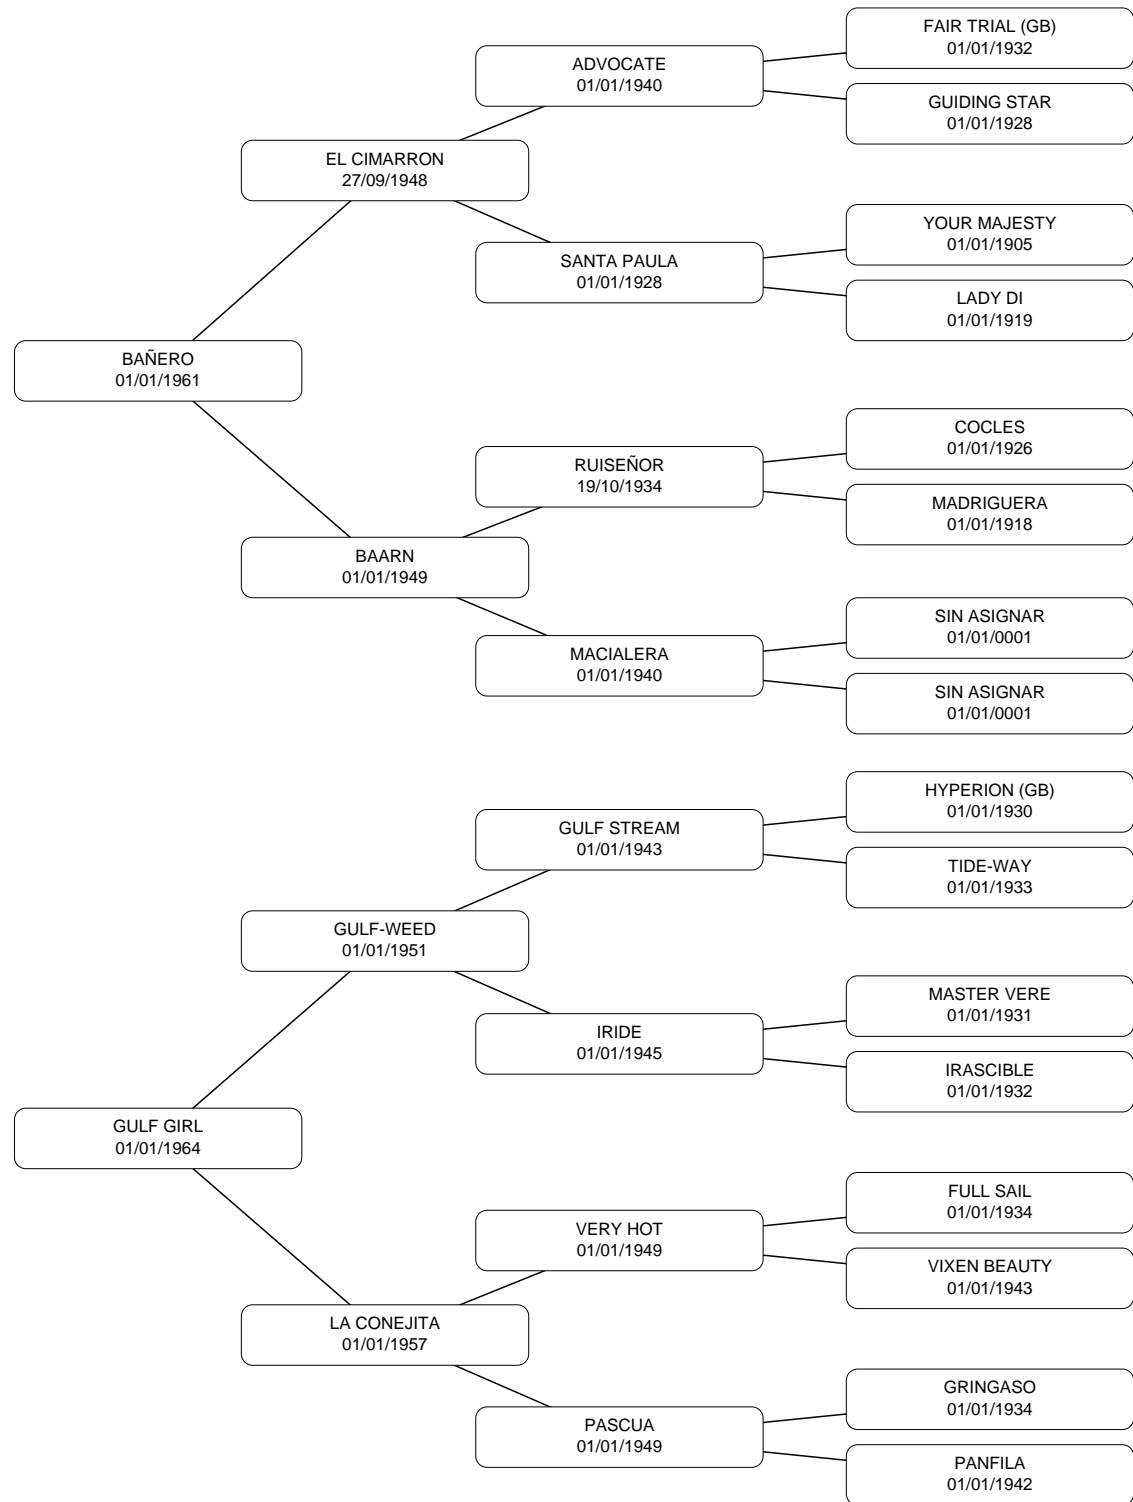 FAIR TRIAL (GB)
01/01/1932
ADVOCATE
01/01/1940
GUIDING STAR
01/01/1928
EL CIMARRON
27/09/1948
YOUR MAJESTY
01/01/1905
SANTA PAULA
01/01/1928
LADY DI
01/01/1919
BAÑERO
01/01/1961
COCLES
01/01/1926
RUISEÑOR
19/10/1934
MADRIGUERA
01/01/1918
BAARN
01/01/1949
SIN ASIGNAR
01/01/0001
MACIALERA
01/01/1940
SIN ASIGNAR
01/01/0001
HYPERION (GB)
01/01/1930
GULF STREAM
01/01/1943
TIDE-WAY
01/01/1933
GULF-WEED
01/01/1951
MASTER VERE
01/01/1931
IRIDE
01/01/1945
IRASCIBLE
01/01/1932
GULF GIRL
01/01/1964
FULL SAIL
01/01/1934
VERY HOT
01/01/1949
VIXEN BEAUTY
01/01/1943
LA CONEJITA
01/01/1957
GRINGASO
01/01/1934
PASCUA
01/01/1949
PANFILA
01/01/1942